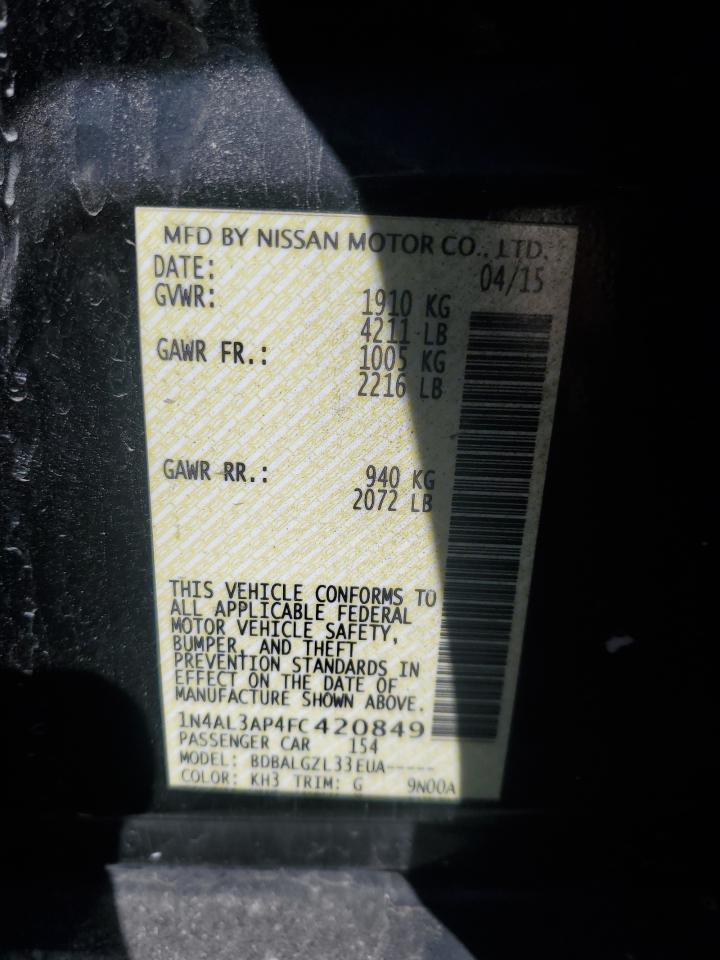 MFD BY NISSAN MOTOR CO., LTD.
DATE: 04/15
GVWR: 1910 KG
4211 LB
GAWR FR.: 1005 KG
2216 LB
GAWR RR.: 940 KG
2072 LB
THIS VEHICLE CONFORMS TO
ALL APPLICABLE FEDERAL
MOTOR VEHICLE SAFETY,
BUMPER, AND THEFT
PREVENTION STANDARDS IN
EFFECT ON THE DATE OF
MANUFACTURE SHOWN ABOVE.
1N4AL3AP4FC420849
PASSENGER CAR 154
MODEL: BDBALGZL33EUA-----
COLOR: KH3 TRIM: G 9N00A